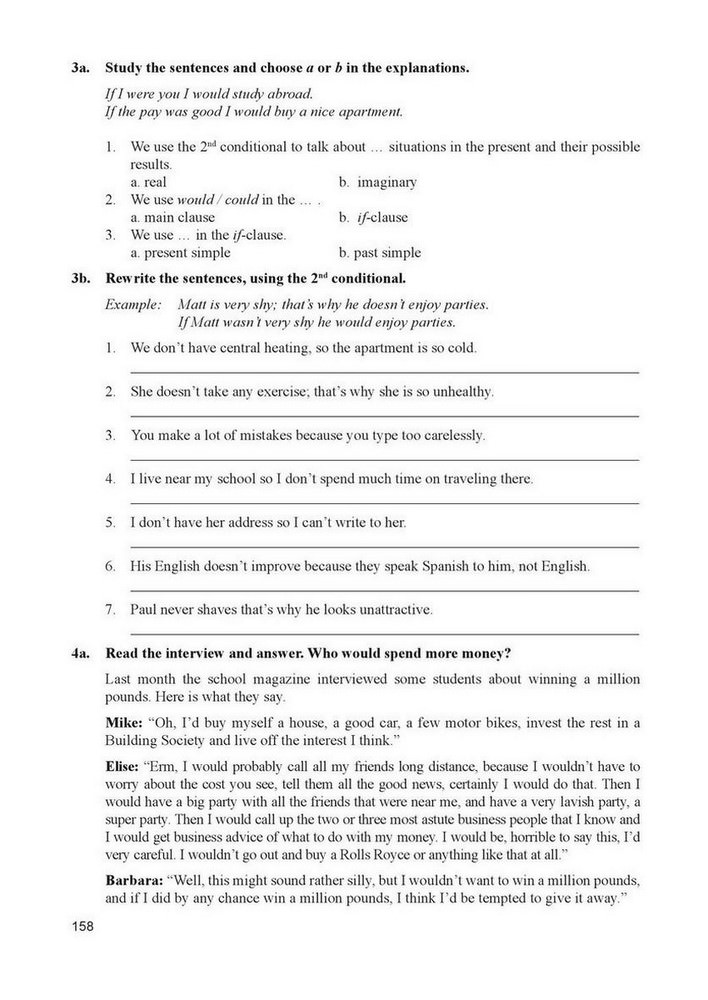 3a. Study the sentences and choose a or b in the explanations.
If I were you I would study abroad.
If the pay was good I would buy a nice apartment.
1. We use the 2nd conditional to talk about … situations in the present and their possible
results.
a. real b. imaginary
2. We use would / could in the … .
a. main clause b. if-clause
3. We use … in the if-clause.
a. present simple b. past simple
3b. Rewrite the sentences, using the 2nd conditional.
Example: Matt is very shy; that's why he doesn't enjoy parties.
If Matt wasn't very shy he would enjoy parties.
1. We don't have central heating, so the apartment is so cold.
2. She doesn't take any exercise; that's why she is so unhealthy.
3. You make a lot of mistakes because you type too carelessly.
4. I live near my school so I don't spend much time on traveling there.
5. I don't have her address so I can't write to her.
6. His English doesn't improve because they speak Spanish to him, not English.
7. Paul never shaves that's why he looks unattractive.
4a. Read the interview and answer. Who would spend more money?
Last month the school magazine interviewed some students about winning a million
pounds. Here is what they say.
Mike: "Oh, I'd buy myself a house, a good car, a few motor bikes, invest the rest in a
Building Society and live off the interest I think."
Elise: "Erm, I would probably call all my friends long distance, because I wouldn't have to
worry about the cost you see, tell them all the good news, certainly I would do that. Then I
would have a big party with all the friends that were near me, and have a very lavish party, a
super party. Then I would call up the two or three most astute business people that I know and
I would get business advice of what to do with my money. I would be, horrible to say this, I'd
very careful. I wouldn't go out and buy a Rolls Royce or anything like that at all."
Barbara: "Well, this might sound rather silly, but I wouldn't want to win a million pounds,
and if I did by any chance win a million pounds, I think I'd be tempted to give it away."
158